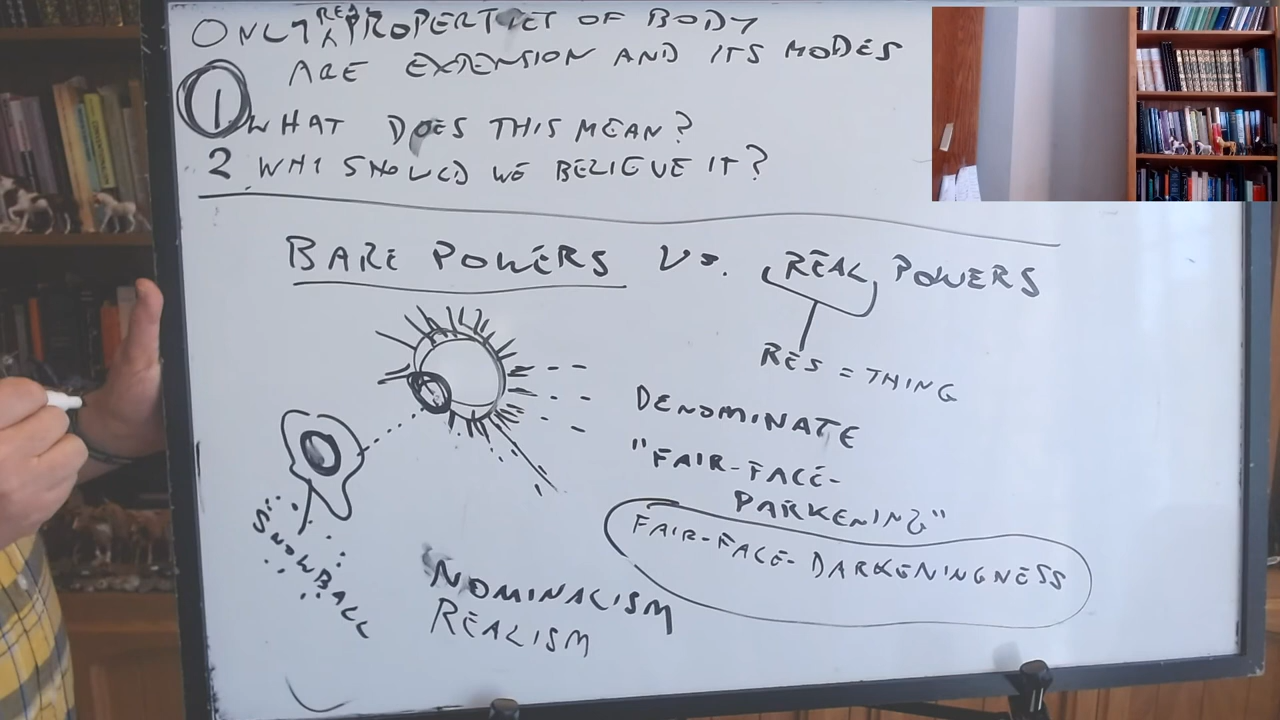 ONLY REAL PROPERTIES OF BODY
ARE EXTENSION AND ITS MODES
1. WHAT DOES THIS MEAN?
2 WHY SHOULD WE BELIEVE IT?
BARE POWERS VS. REAL POWERS
RES = THING
DENOMINATE
"FAIR-FACE-
DARKENING"
FAIR-FACE-DARKENINGNESS
SNOWBALL
NOMINALISM
REALISM